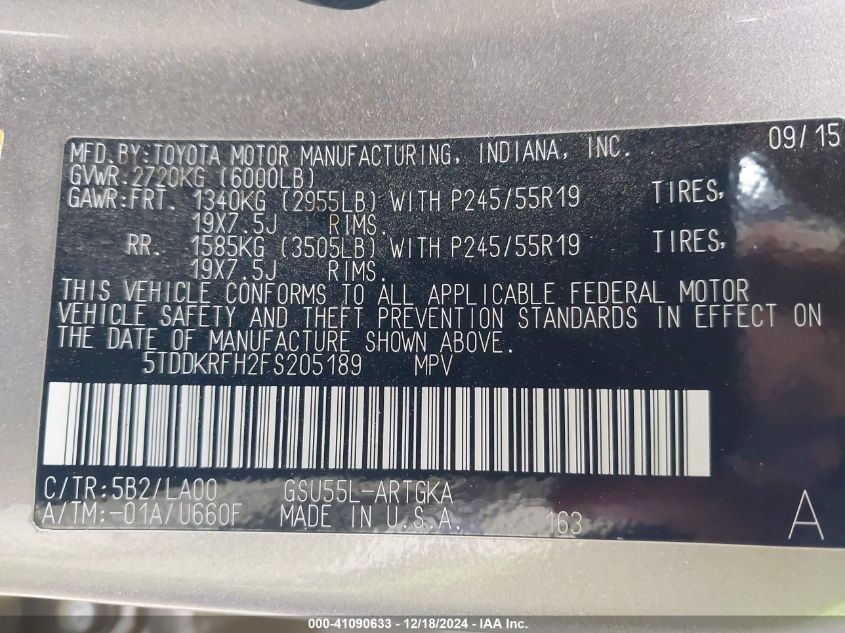 MFD.BY:TOYOTA MOTOR MANUFACTURING, INDIANA, INC. 09/15
GVWR:2720KG (6000LB)
GAWR:FRT. 1340KG (2955LB) WITH P245/55R19 TIRES,
19X7.5J RIMS.
RR. 1585KG (3505LB) WITH P245/55R19 TIRES,
19X7.5J RIMS.
THIS VEHICLE CONFORMS TO ALL APPLICABLE FEDERAL MOTOR
VEHICLE SAFETY AND THEFT PREVENTION STANDARDS IN EFFECT ON
THE DATE OF MANUFACTURE SHOWN ABOVE.
5TDDKRFH2FS205189 MPV
C/TR:5B2/LA00 GSU55L-ARTGKA
A/TM:-01A/U660F MADE IN U.S.A. 163 A
000-41090633 - 12/18/2024 - IAA Inc.